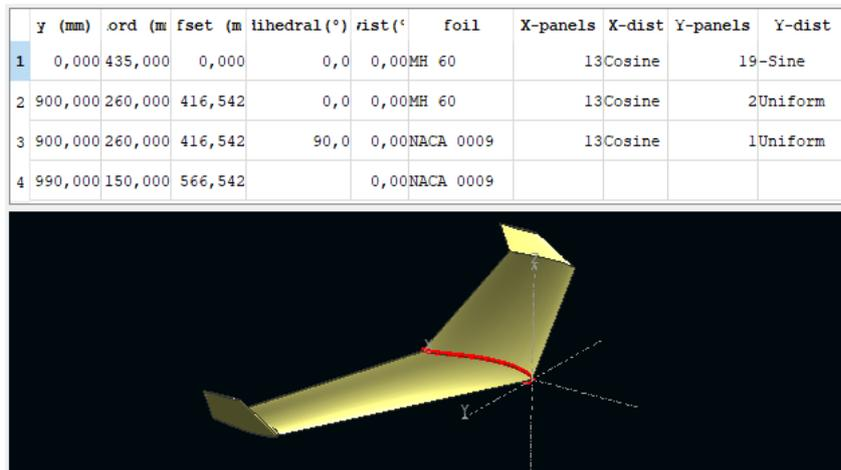 y (mm) ord (m fset (m dihedral(°) ist(° foil X-panels X-dist Y-panels Y-dist
1 0,000 435,000 0,000 0,0 0,00 MH 60 13 Cosine 19 -Sine
2 900,000 260,000 416,542 0,0 0,00 MH 60 13 Cosine 2 Uniform
3 900,000 260,000 416,542 90,0 0,00 NACA 0009 13 Cosine 1 Uniform
4 990,000 150,000 566,542 0,00 NACA 0009
Z
Y